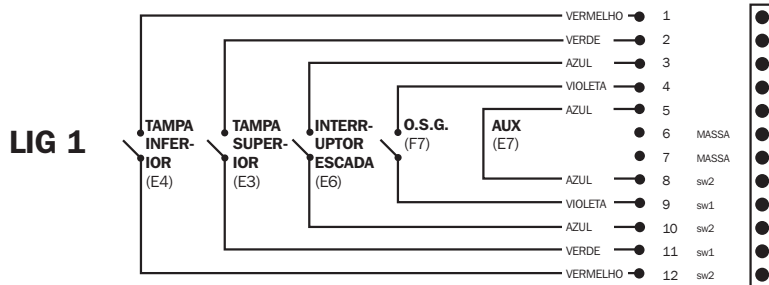 VERMELHO 1
VERDE 2
AZUL 3
VIOLETA 4
AZUL 5
6 MASSA
7 MASSA
AZUL 8 sw2
VIOLETA 9 sw1
AZUL 10 sw2
VERDE 11 sw1
VERMELHO 12 sw2
LIG 1
TAMPA
INFER-
IOR
(E4)
TAMPA
SUPER-
IOR
(E3)
INTERR-
UPTOR
ESCADA
(E6)
O.S.G.
(F7)
AUX
(E7)